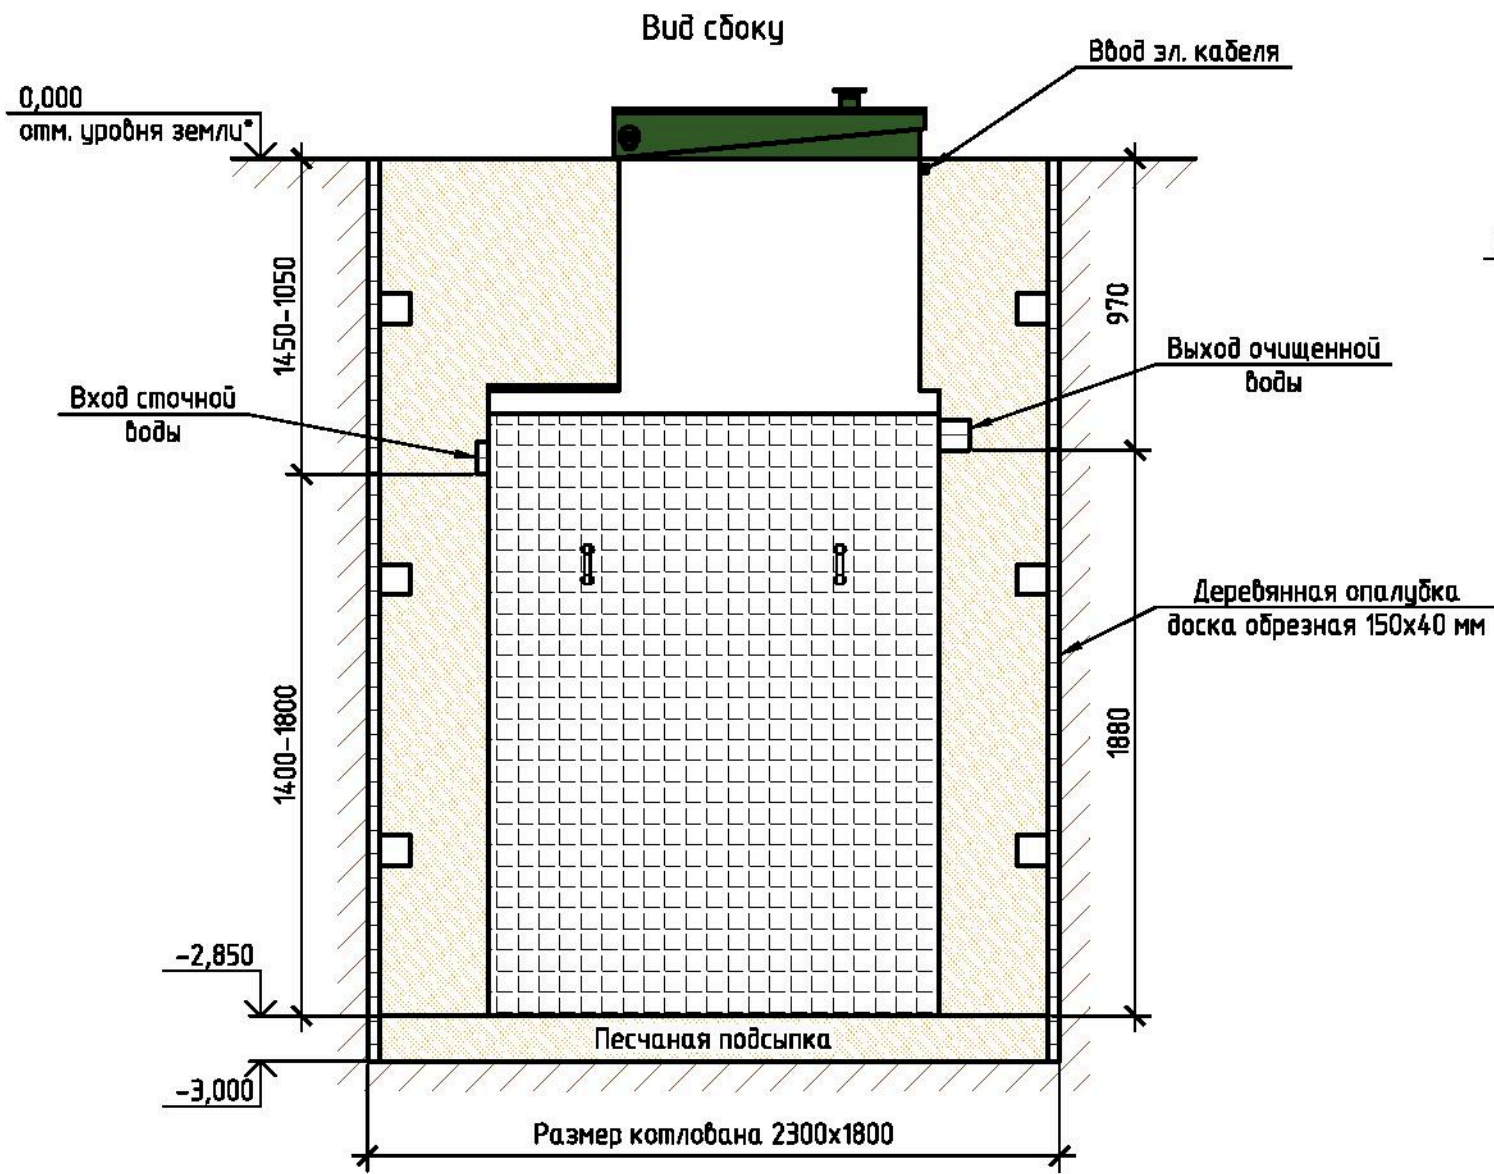 Вид сбоку
Ввод эл. кабеля
0,000
отм. уровня земли*
1450-1050
970
Выход очищенной
воды
Вход сточной
воды
Деревянная опалубка
доска обрезная 150х40 мм
1400-1800
1880
-2,850
Песчаная подсыпка
-3,000
Размер котлована 2300х1800